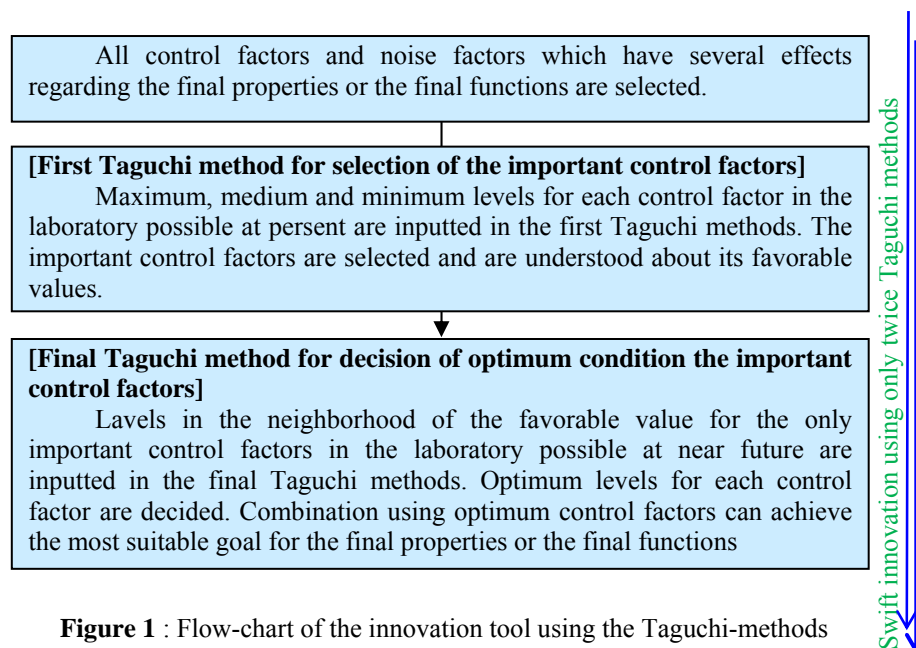 All control factors and noise factors which have several effects
regarding the final properties or the final functions are selected.
[First Taguchi method for selection of the important control factors]
Maximum, medium and minimum levels for each control factor in the
laboratory possible at persent are inputted in the first Taguchi methods. The
important control factors are selected and are understood about its favorable
values.
[Final Taguchi method for decision of optimum condition the important
control factors]
Levels in the neighborhood of the favorable value for the only
important control factors in the laboratory possible at near future are
inputted in the final Taguchi methods. Optimum levels for each control
factor are decided. Combination using optimum control factors can achieve
the most suitable goal for the final properties or the final functions
Swift innovation using only twice Taguchi methods
Figure 1 : Flow-chart of the innovation tool using the Taguchi-methods